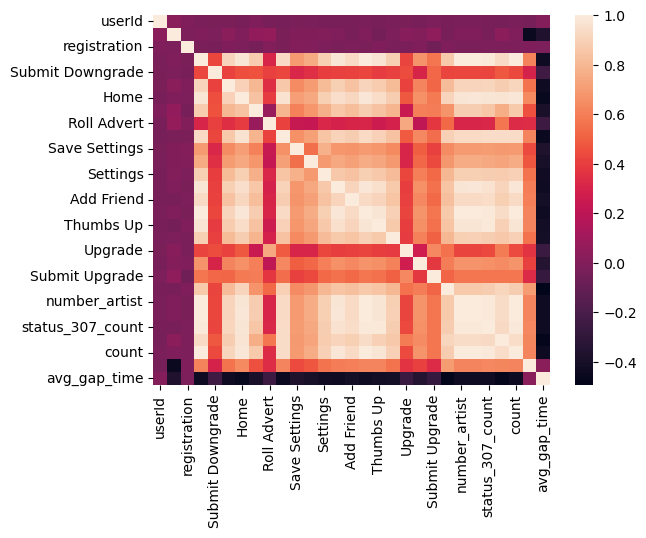 userId
registration
Submit Downgrade
Home
Roll Advert
Save Settings
Settings
Add Friend
Thumbs Up
Upgrade
Submit Upgrade
number_artist
status_307_count
count
avg_gap_time
userId
registration
Submit Downgrade
Home
Roll Advert
Save Settings
Settings
Add Friend
Thumbs Up
Upgrade
Submit Upgrade
number_artist
status_307_count
count
avg_gap_time
1.0
0.8
0.6
0.4
0.2
0.0
−0.2
−0.4